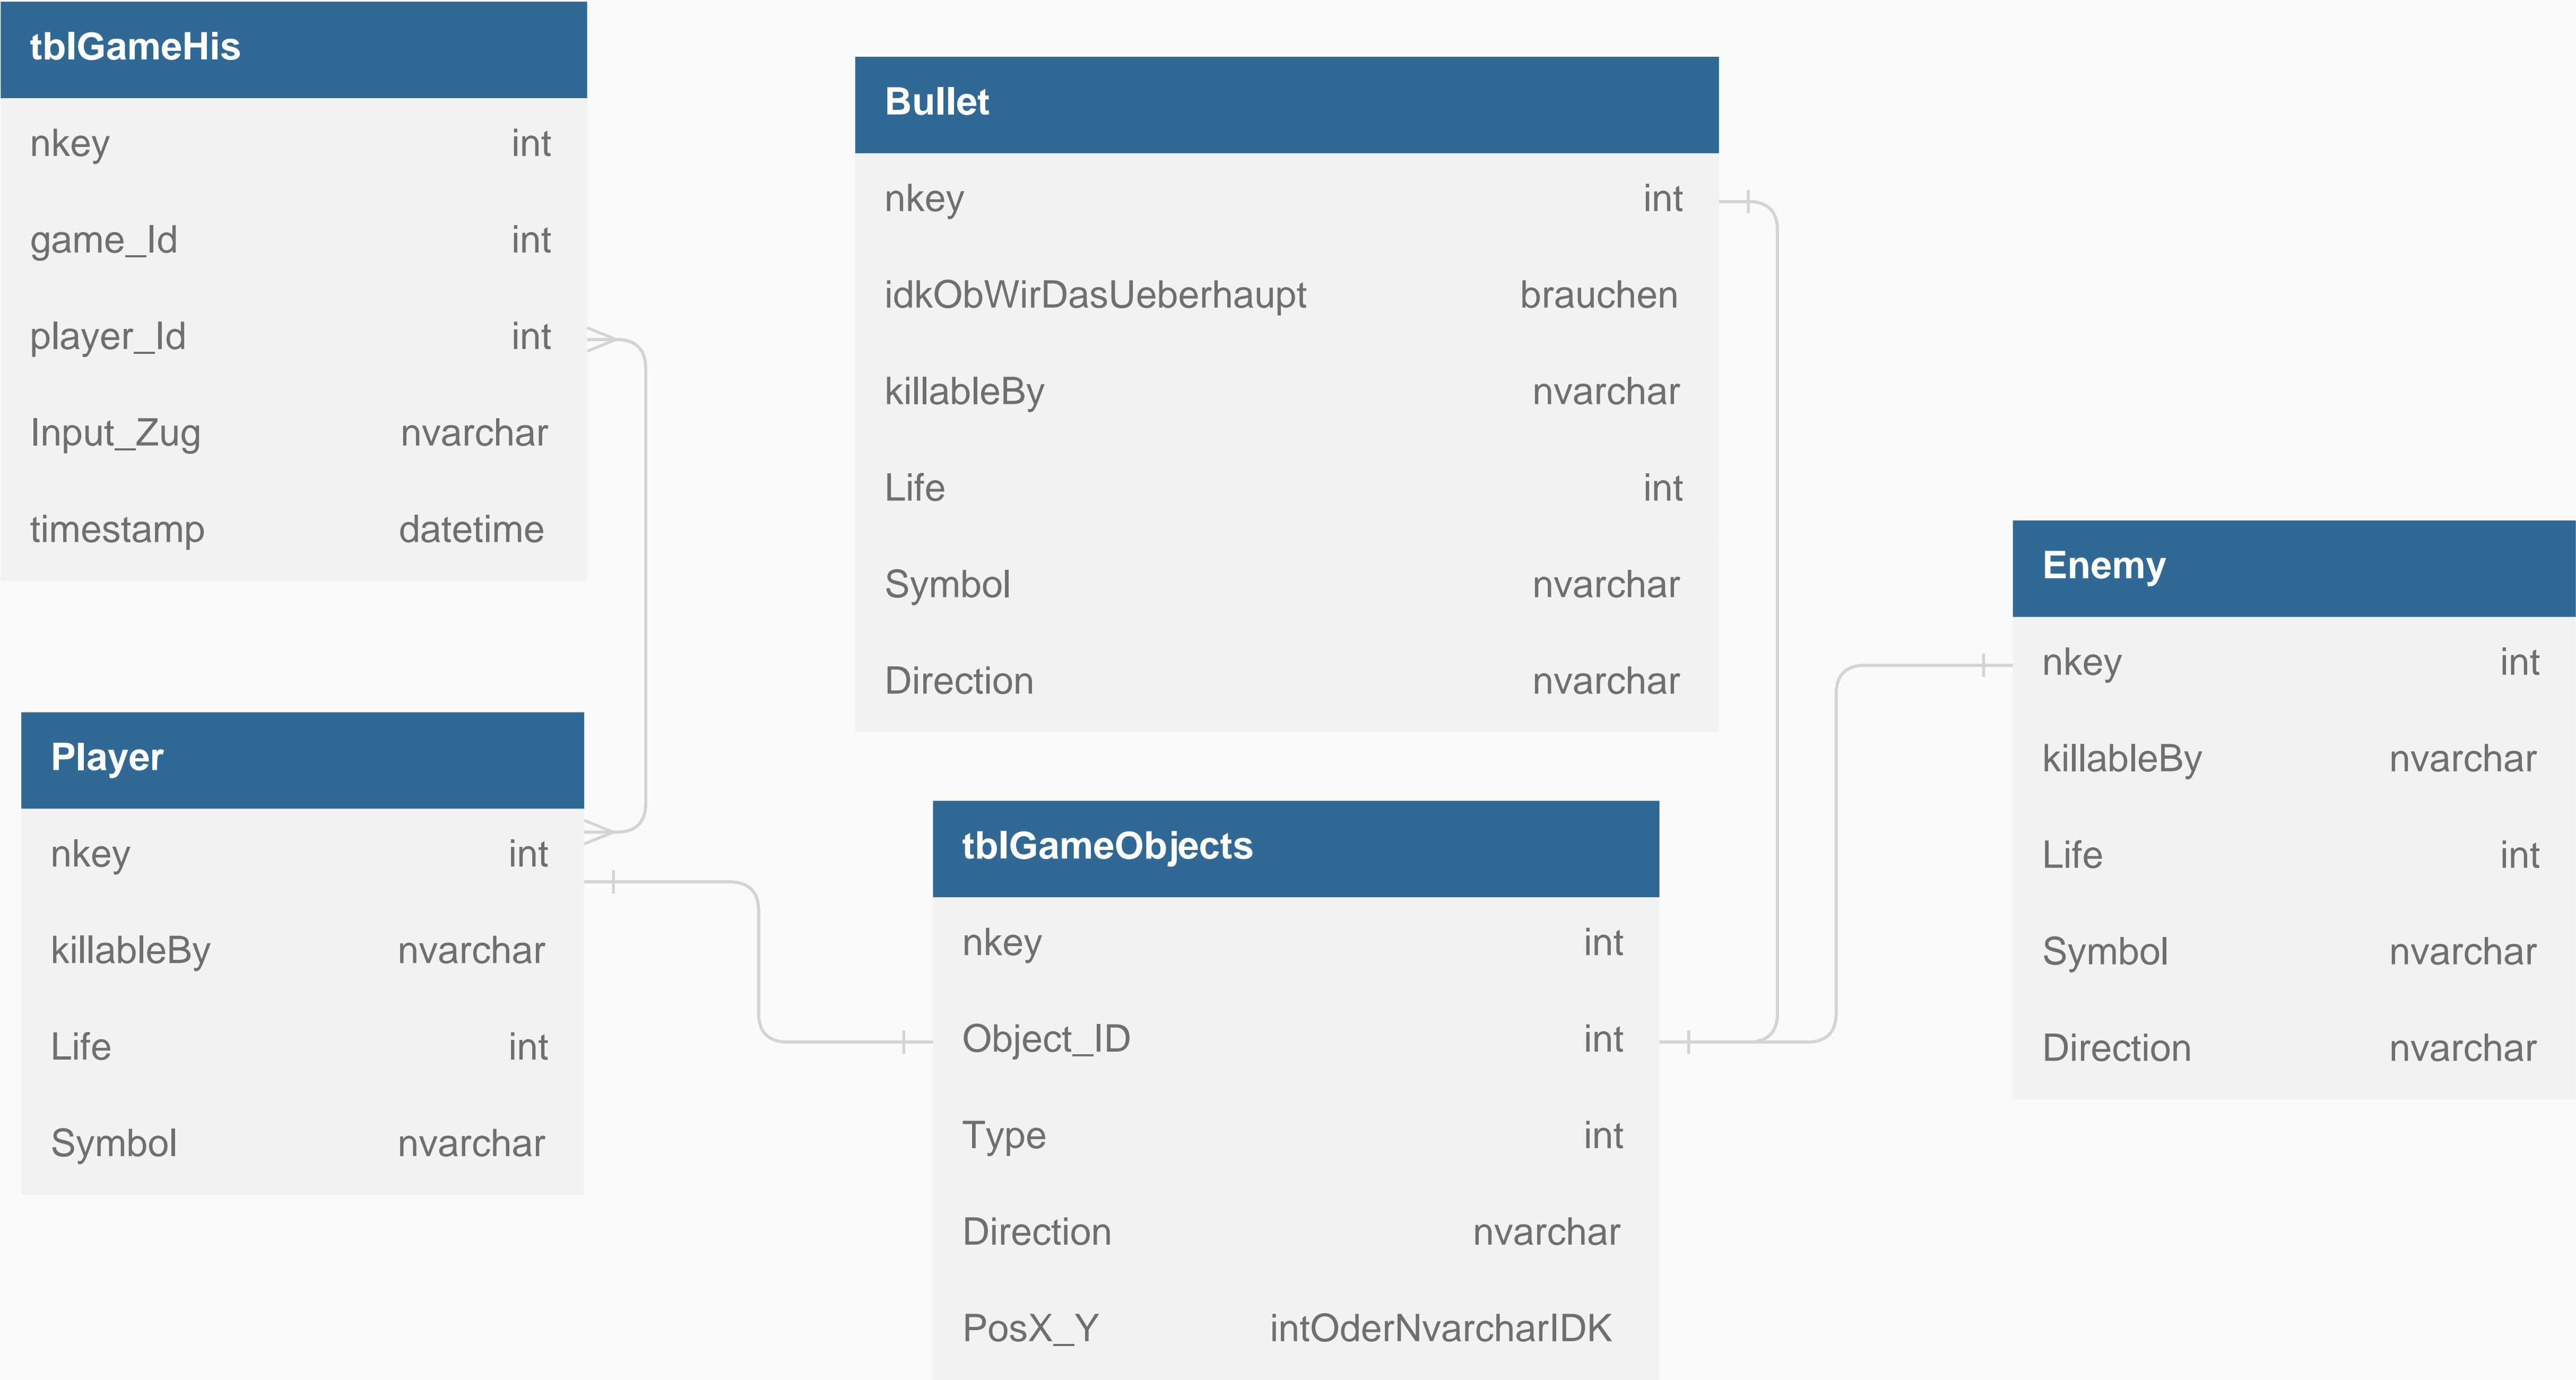 tblGameHis
nkey int
game_Id int
player_Id int
Input_Zug nvarchar
timestamp datetime
Bullet
nkey int
idkObWirDasUeberhaupt brauchen
killableBy nvarchar
Life int
Symbol nvarchar
Direction nvarchar
Enemy
nkey int
killableBy nvarchar
Life int
Symbol nvarchar
Direction nvarchar
Player
nkey int
killableBy nvarchar
Life int
Symbol nvarchar
tblGameObjects
nkey int
Object_ID int
Type int
Direction nvarchar
PosX_Y intOderNvarcharIDK